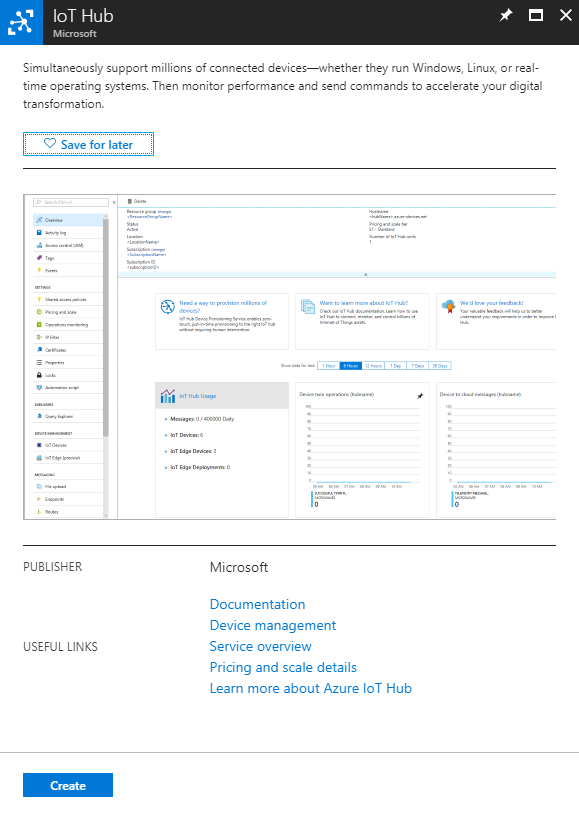 IoT Hub
Microsoft
Simultaneously support millions of connected devices—whether they run Windows, Linux, or real-
time operating systems. Then monitor performance and send commands to accelerate your digital
transformation.
Save for later
Search (Ctrl+/)
Overview
Activity log
Access control (IAM)
Tags
Events
SETTINGS
Shared access policies
Pricing and scale
Operations monitoring
IP Filter
Certificates
Properties
Locks
Automation script
EXPLORERS
Query Explorer
DEVICE MANAGEMENT
IoT Devices
IoT Edge (preview)
MESSAGING
File upload
Endpoints
Routes
Delete
Resource group (change)
<ResourceGroupName>
Status
Active
Location
<LocationName>
Subscription (change)
<SubscriptionName>
Subscription ID
<subscriptionID>
Hostname
<hubName>.azure-devices.net
Pricing and scale tier
S1 - Standard
Number of IoT Hub units
1
Need a way to provision millions of
devices?
IoT Hub Device Provisioning Service enables zero-
touch, just-in-time provisioning to the right IoT hub
without requiring human intervention
Want to learn more about IoT Hub?
Check out IoT Hub documentation. Learn how to use
IoT Hub to connect, monitor, and control billions of
Internet of Things assets.
We'd love your feedback!
Your valuable feedback will help us to better
understand your requirements in order to improve
Hub.
Show data for last:
1 Hour
6 Hours
12 Hours
1 Day
7 Days
30 Days
IoT Hub Usage
Messages: 0 / 400000 Daily
IoT Devices: 6
IoT Edge Devices: 2
IoT Edge Deployments: 0
Device twin operations (hubname)
100
90
80
70
60
50
40
30
20
10
0
SUCCESSFUL TWIN R...
MICROSOFT
0
Device to cloud messages (hubname)
100
90
80
70
60
50
40
30
20
10
0
TELEMETRY MESSAGE...
0
PUBLISHER
Microsoft
USEFUL LINKS
Documentation
Device management
Service overview
Pricing and scale details
Learn more about Azure IoT Hub
Create